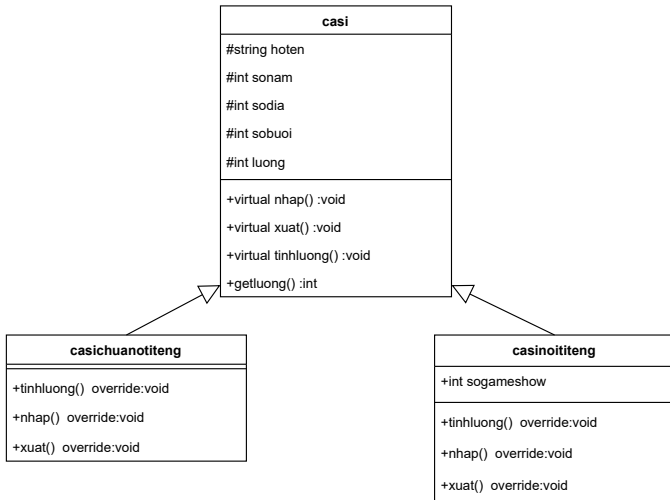 casi
#string hoten
#int sonam
#int sodia
#int sobuoi
#int luong
+virtual nhap() :void
+virtual xuat() :void
+virtual tinhluong() :void
+getluong() :int
casichuanotiteng
+tinhluong() override:void
+nhap() override:void
+xuat() override:void
casinoititeng
+int sogameshow
+tinhluong() override:void
+nhap() override:void
+xuat() override:void